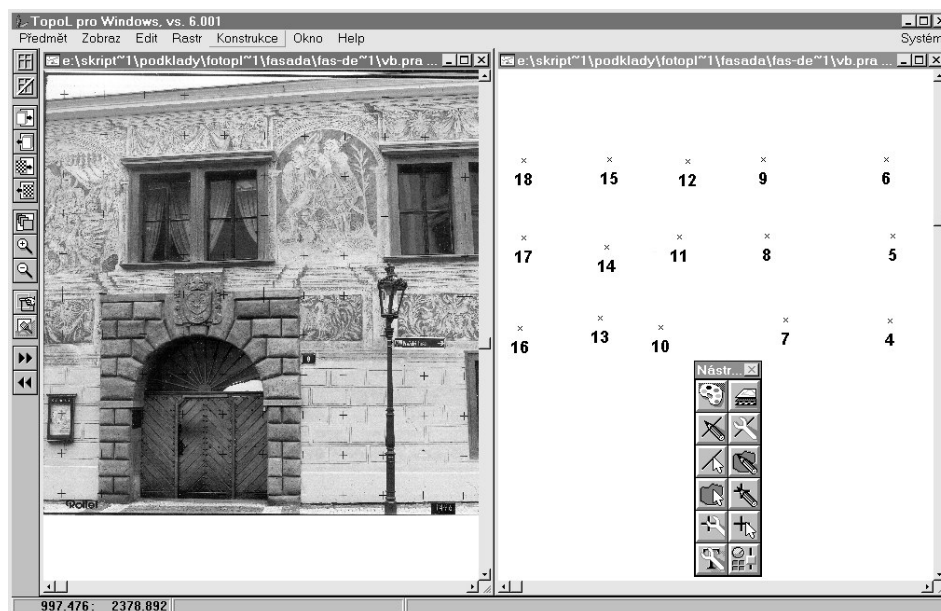 TopoL pro Windows, vs. 6.001
Předmět Zobraz Edit Rastr Konstrukce Okno Help Systém
e:\skript~1\podklady\fotopl~1\fasada\fas-de~1\vb.pra ...
e:\skript~1\podklady\fotopl~1\fasada\fas-de~1\vb.pra ...
18 15 12 9 6
17 14 11 8 5
16 13 10 7 4
Nástr...
Rollei
997.476: 2378.892